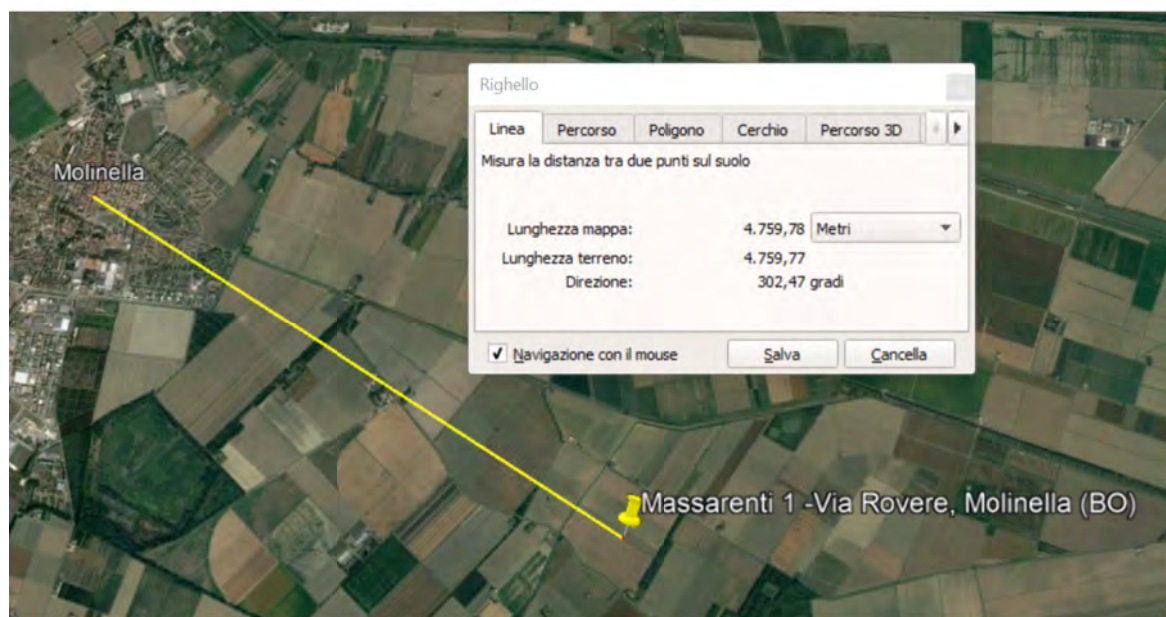 Righello
Linea Percorso Poligono Cerchio Percorso 3D
Misura la distanza tra due punti sul suolo
Lunghezza mappa: 4.759,78 Metri
Lunghezza terreno: 4.759,77
Direzione: 302,47 gradi
Navigazione con il mouse Salva Cancella
Molinella
Massarenti 1 -Via Rovere, Molinella (BO)